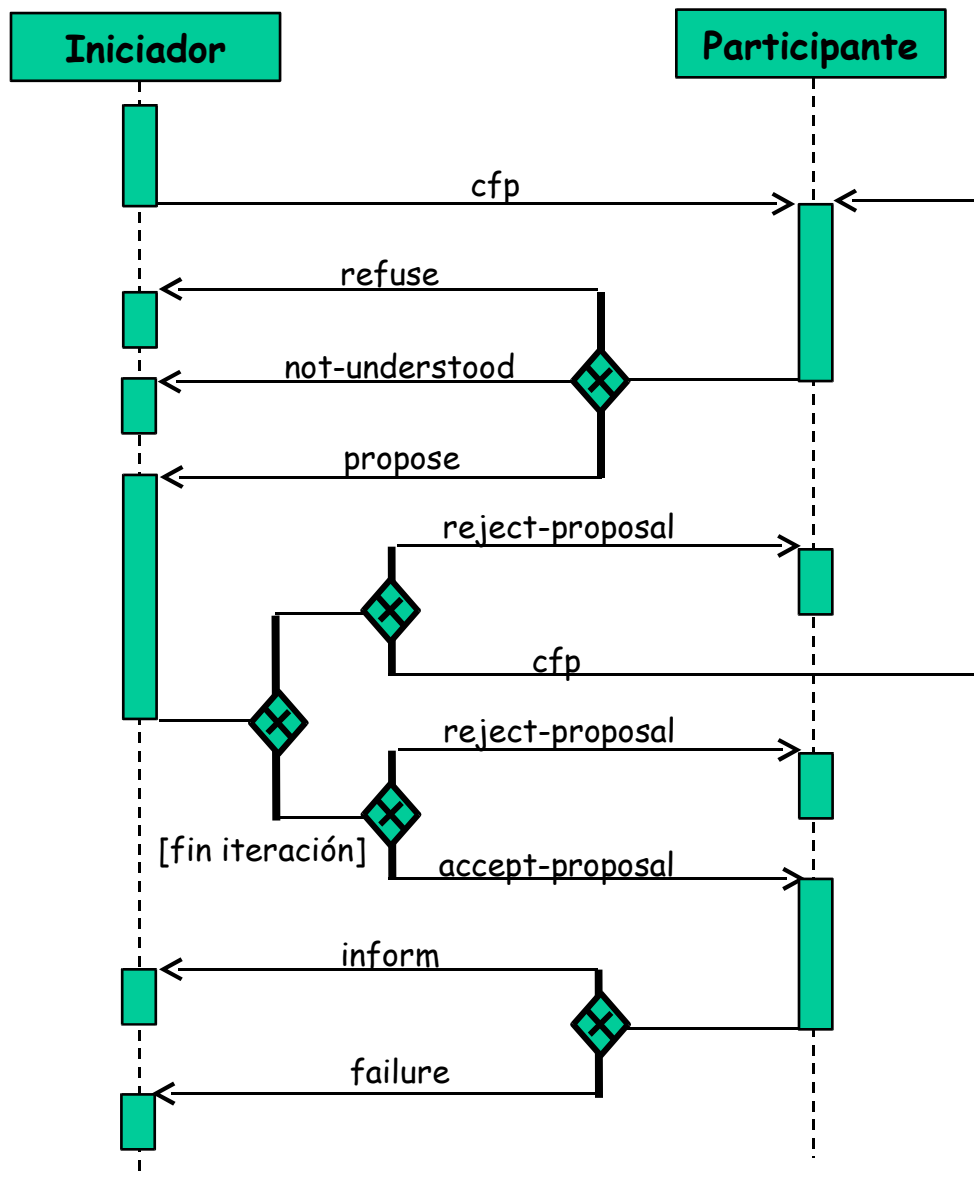 Iniciador
Participante
cfp
refuse
not-understood
propose
reject-proposal
cfp
reject-proposal
[fin iteración]
accept-proposal
inform
failure